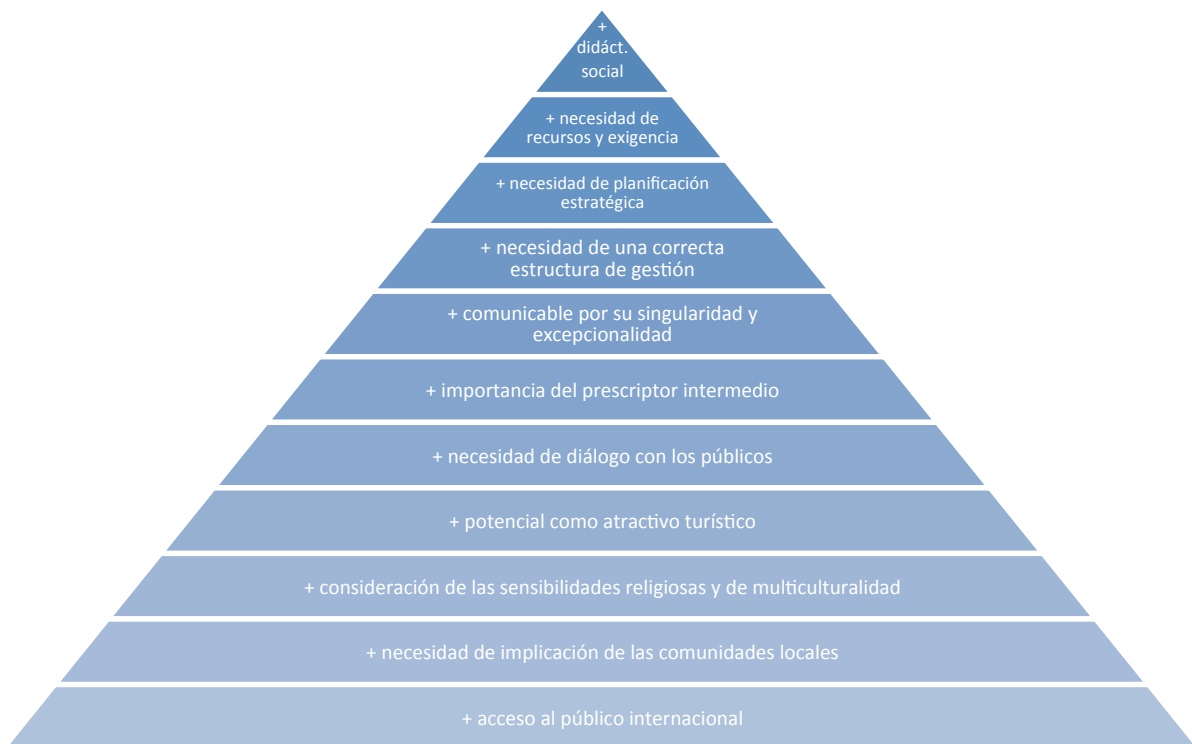 +
didáct.
social
+ necesidad de
recursos y exigencia
+ necesidad de planificación
estratégica
+ necesidad de una correcta
estructura de gestión
+ comunicable por su singularidad y
excepcionalidad
+ importancia del prescriptor intermedio
+ necesidad de diálogo con los públicos
+ potencial como atractivo turístico
+ consideración de las sensibilidades religiosas y de multiculturalidad
+ necesidad de implicación de las comunidades locales
+ acceso al público internacional